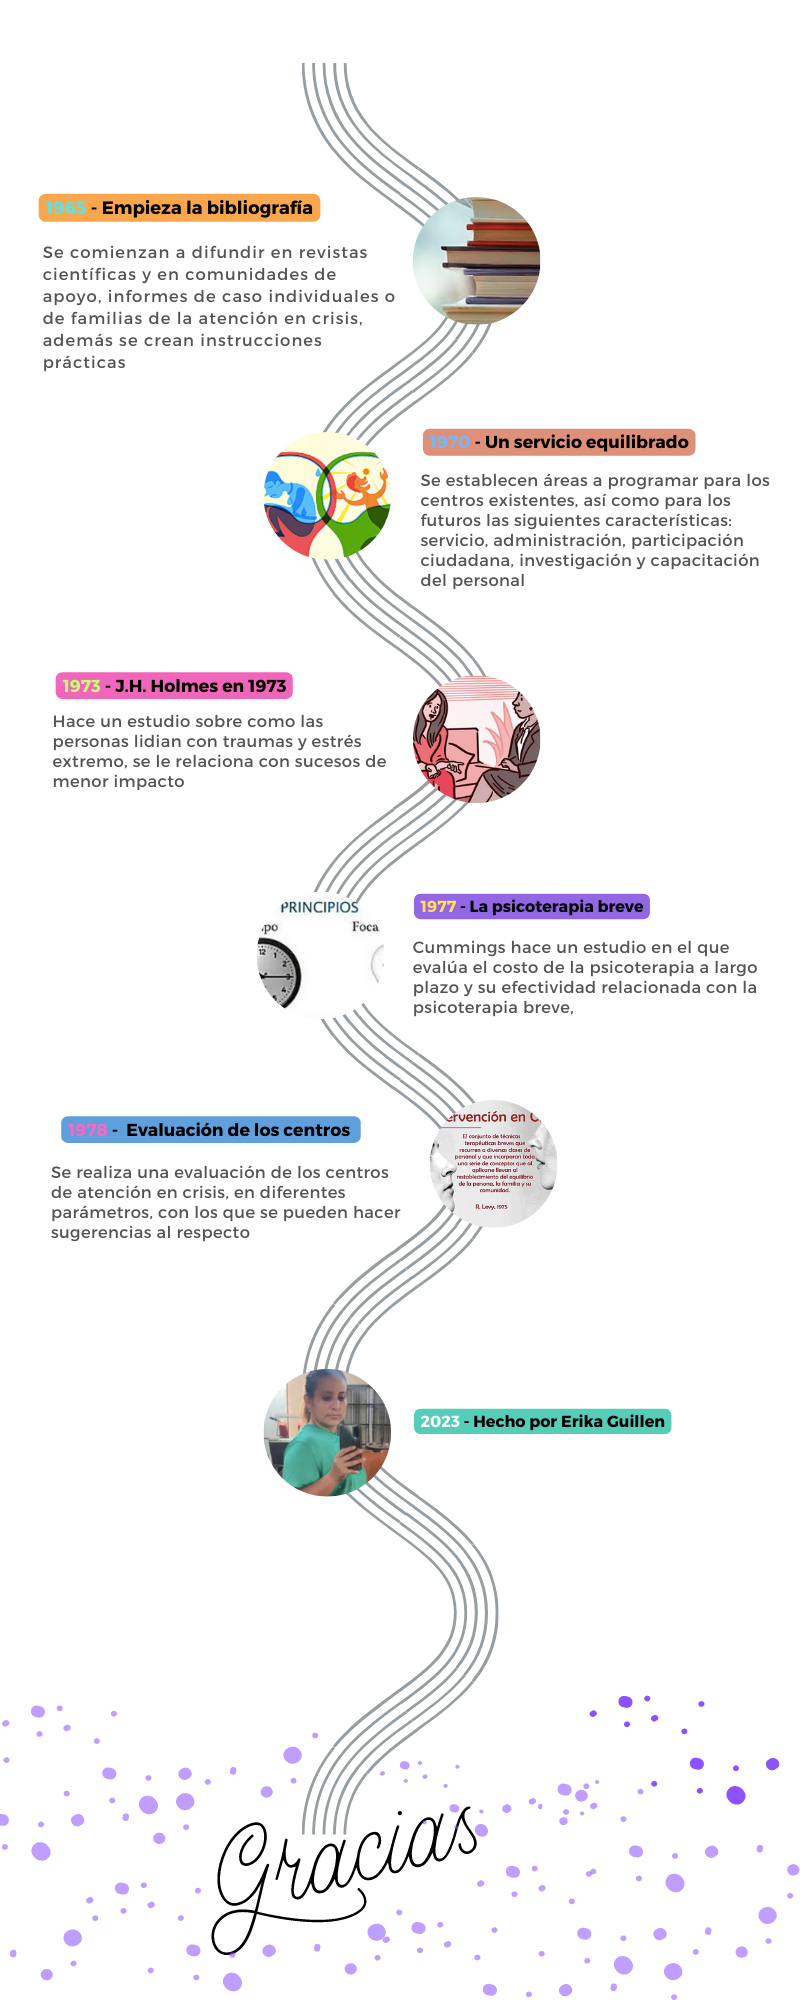 1965 - Empieza la bibliografía
Se comienzan a difundir en revistas
científicas y en comunidades de
apoyo, informes de caso individuales o
de familias de la atención en crisis,
además se crean instrucciones
prácticas
1970 - Un servicio equilibrado
Se establecen áreas a programar para los
centros existentes, así como para los
futuros las siguientes características:
servicio, administración, participación
ciudadana, investigación y capacitación
del personal
1973 - J.H. Holmes en 1973
Hace un estudio sobre como las
personas lidian con traumas y estrés
extremo, se le relaciona con sucesos de
menor impacto
PRINCIPIOS
po
Foca
12
1
2
3
4
1977 - La psicoterapia breve
Cummings hace un estudio en el que
evalúa el costo de la psicoterapia a largo
plazo y su efectividad relacionada con la
psicoterapia breve,
1978 - Evaluación de los centros
Se realiza una evaluación de los centros
de atención en crisis, en diferentes
parámetros, con los que se pueden hacer
sugerencias al respecto
ervención en C
El conjunto de técnicas
terapéuticas breves que
recurren a diversas clases de
personal y que incorporan toda
una serie de conceptos que al
aplicarse llevan al
restablecimiento del equilibrio
de la persona, la familia y su
comunidad.
R. Levy, 1975
2023 - Hecho por Erika Guillen
Gracias